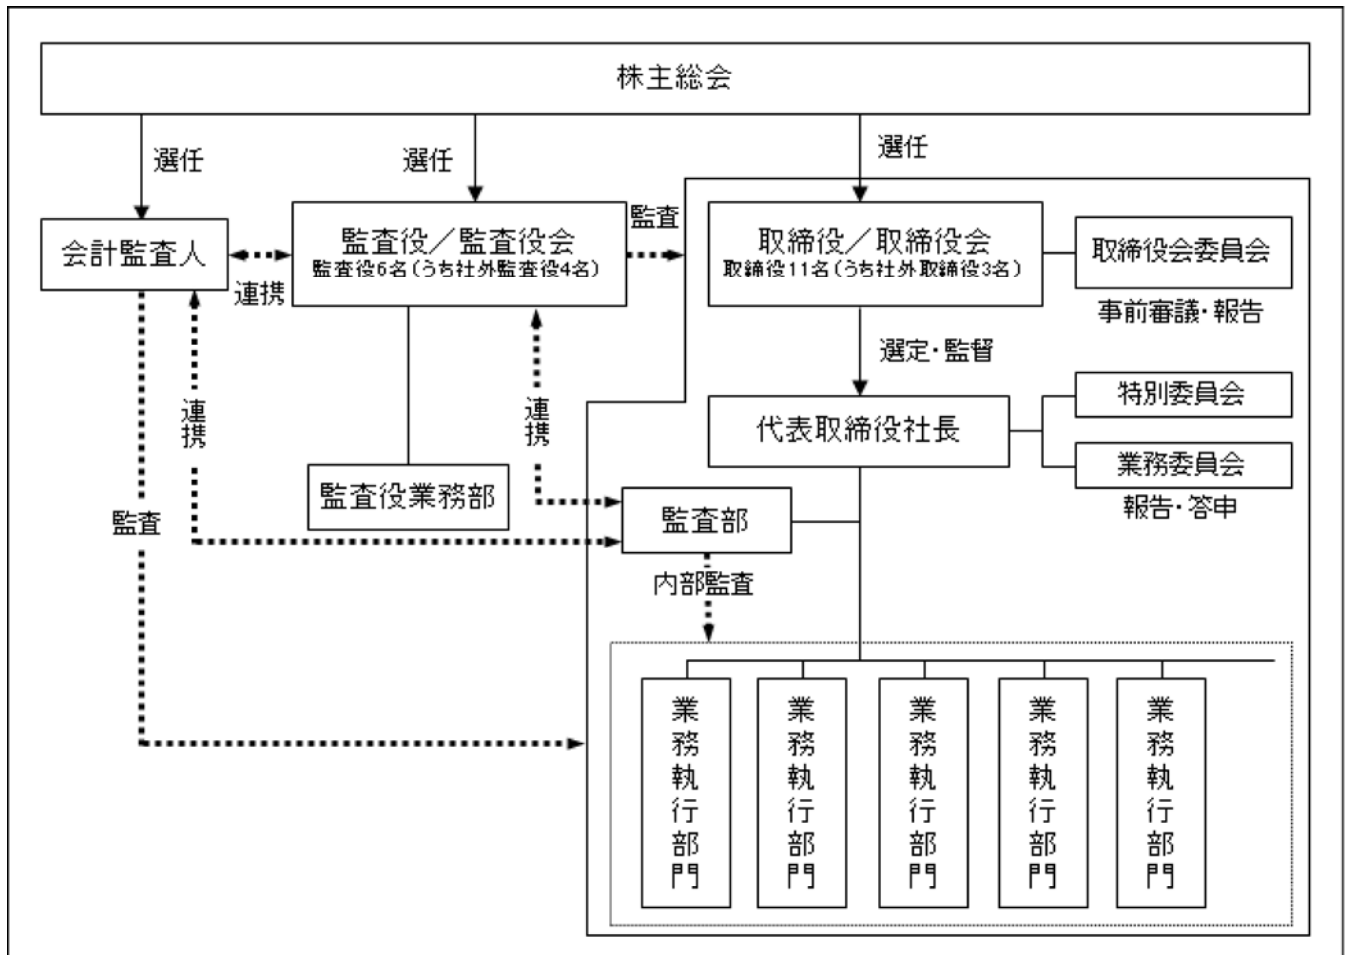 株主総会
選任
選任
選任
会計監査人
連携
監査役／監査役会
監査役6名(うち社外監査役4名)
監査
取締役／取締役会
取締役11名(うち社外取締役3名)
取締役会委員会
事前審議・報告
選定・監督
代表取締役社長
特別委員会
業務委員会
報告・答申
連携
連携
監査役業務部
監査部
監査
内部監査
業務執行部門
業務執行部門
業務執行部門
業務執行部門
業務執行部門